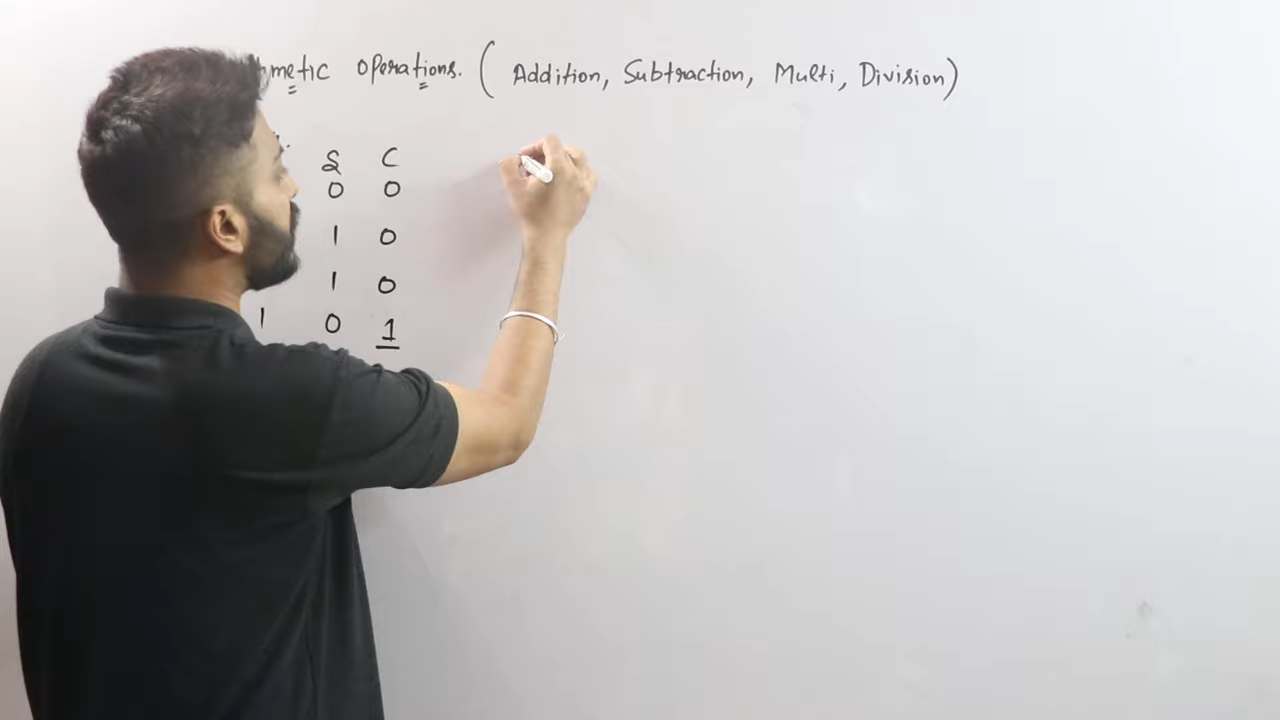 metic operations. ( Addition, Subtraction, Multi, Division)
S C
0 0
1 0
1 0
1 0 1